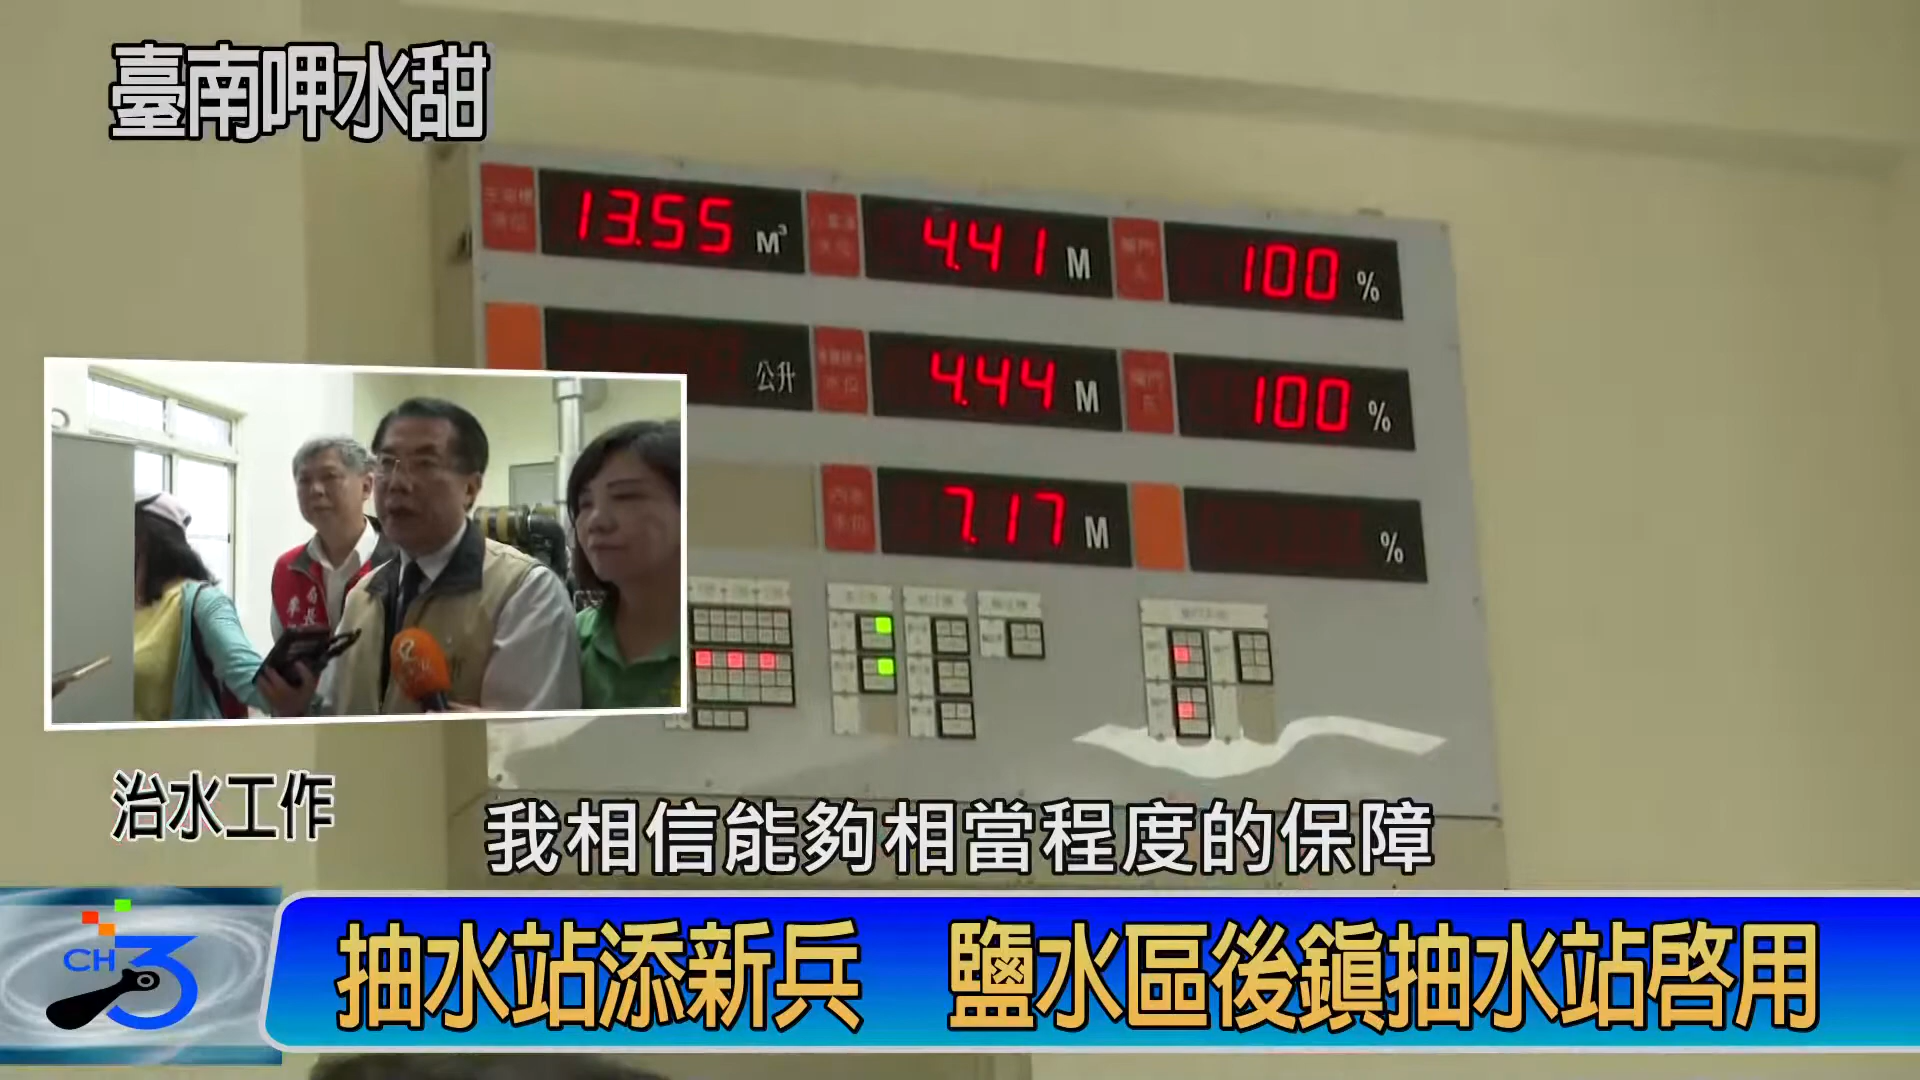 臺南呷水甜
13.55 M³
4.41 M
100 %
公升
4.44 M
100 %
7.17 M
%
局長
治水工作
我相信能夠相當程度的保障
CH3
抽水站添新兵 鹽水區後鎮抽水站啓用